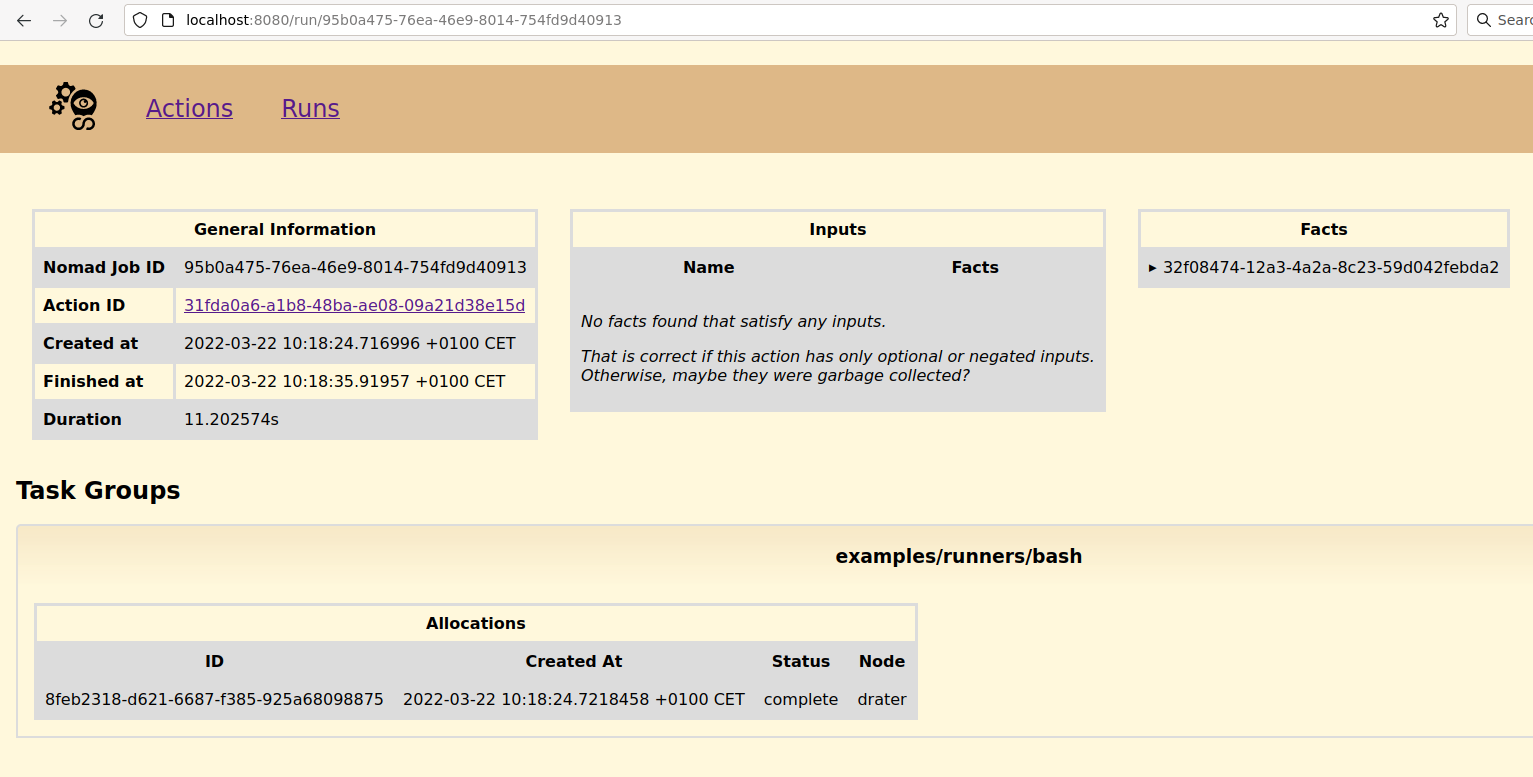 localhost:8080/run/95b0a475-76ea-46e9-8014-754fd9d40913
Actions Runs
General Information
Nomad Job ID 95b0a475-76ea-46e9-8014-754fd9d40913
Action ID 31fda0a6-a1b8-48ba-ae08-09a21d38e15d
Created at 2022-03-22 10:18:24.716996 +0100 CET
Finished at 2022-03-22 10:18:35.91957 +0100 CET
Duration 11.202574s
Inputs
Name Facts
No facts found that satisfy any inputs.
That is correct if this action has only optional or negated inputs.
Otherwise, maybe they were garbage collected?
Facts
▸ 32f08474-12a3-4a2a-8c23-59d042febda2
Task Groups
examples/runners/bash
Allocations
ID Created At Status Node
8feb2318-d621-6687-f385-925a68098875 2022-03-22 10:18:24.7218458 +0100 CET complete drater